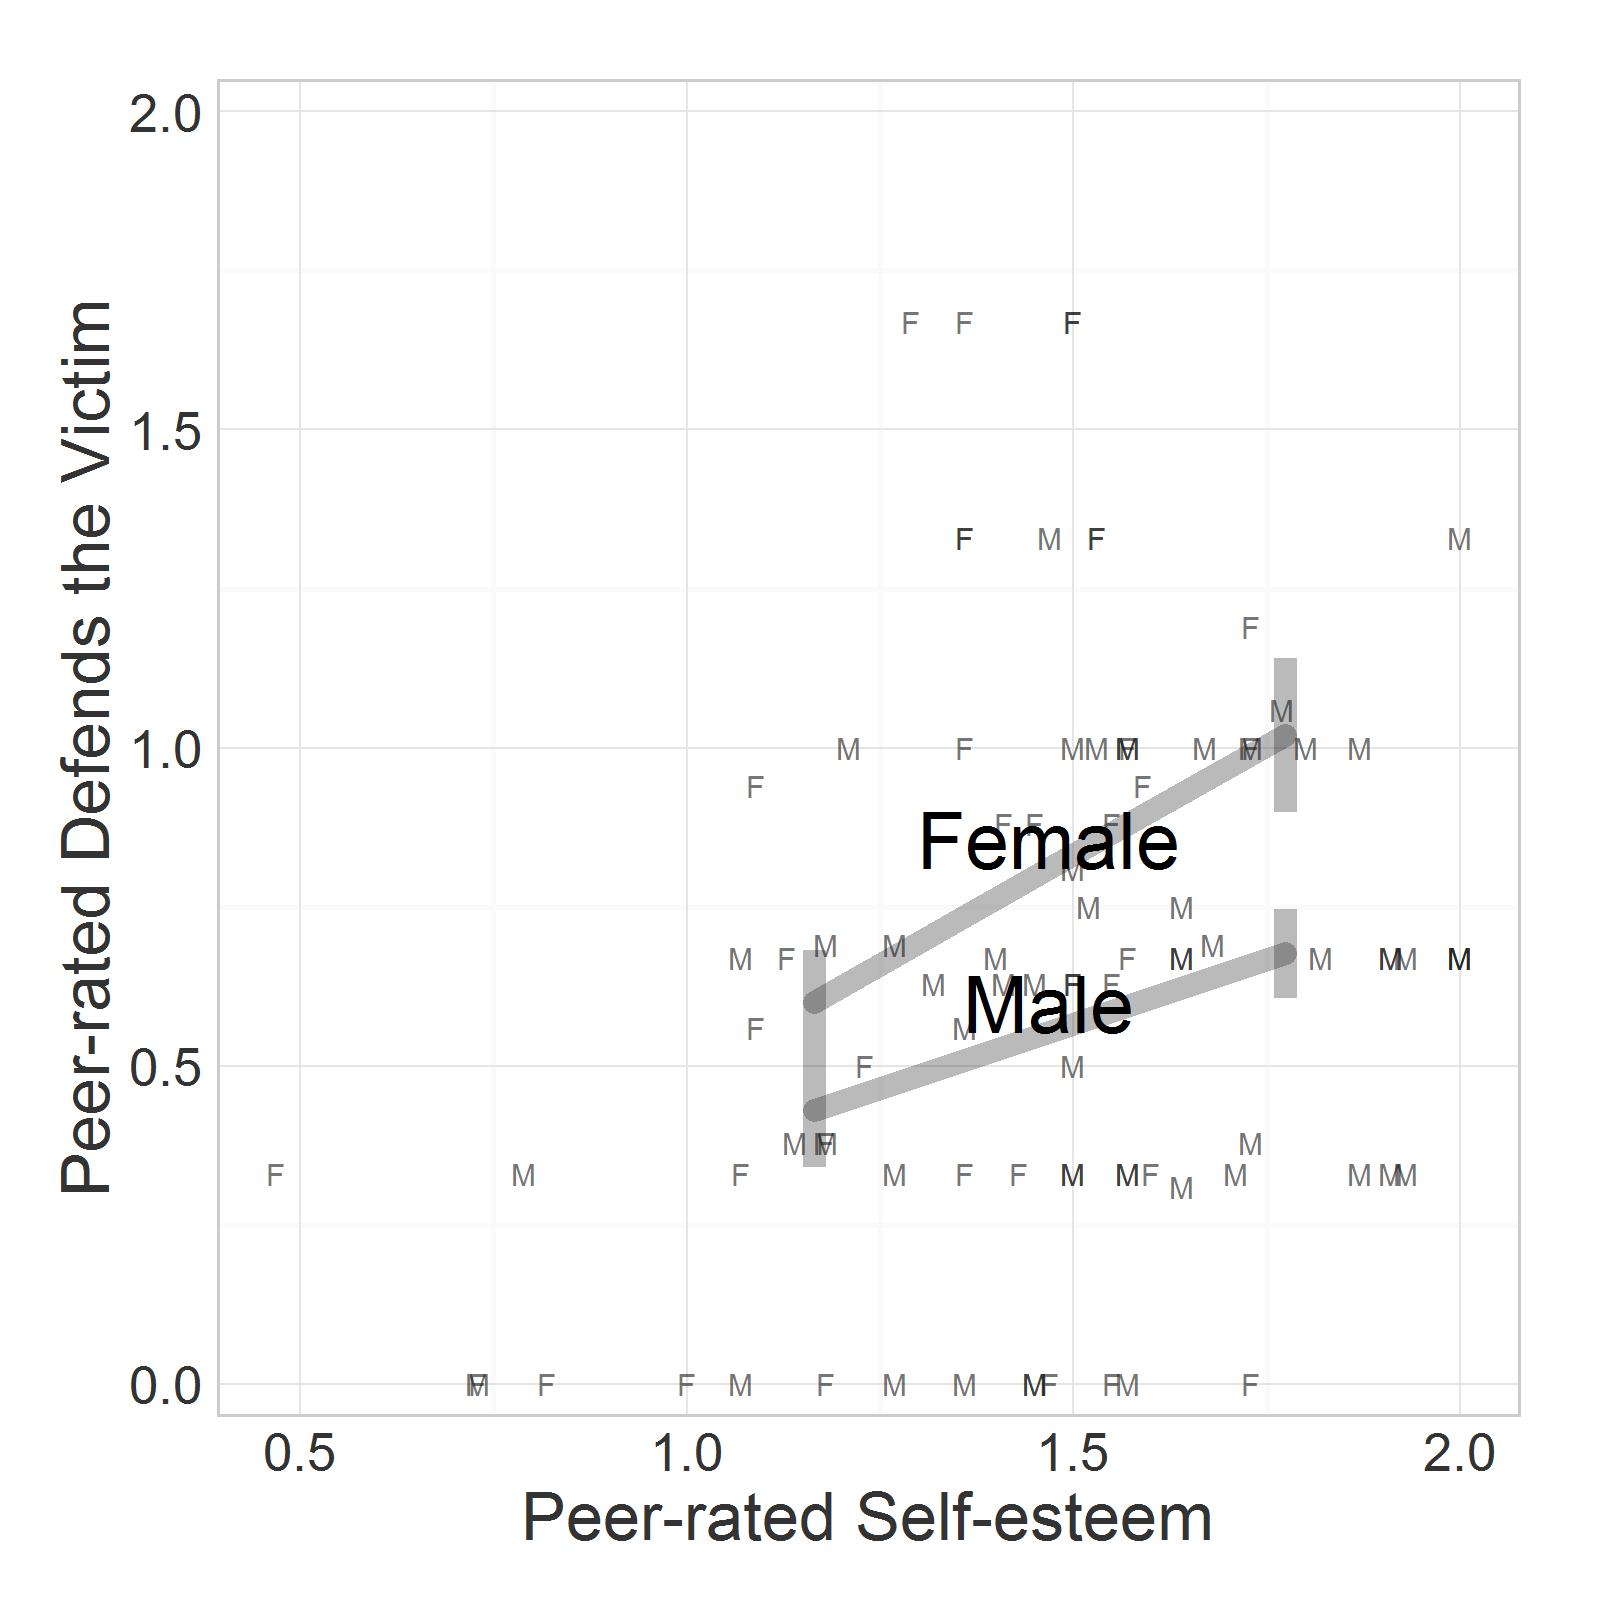 Peer-rated Defends the Victim
2.0
1.5
1.0
0.5
0.0
F F F
F M F M
F
M
M F M M M M F M M M
F F
F F F
Female
M
M M
M M M M
M F M F M M M M M
M F M M F F
Male
F M
F M
M M F M
F M F M F F M M F M M M M M
F M F F M F M M M F F M F
0.5 1.0 1.5 2.0
Peer-rated Self-esteem